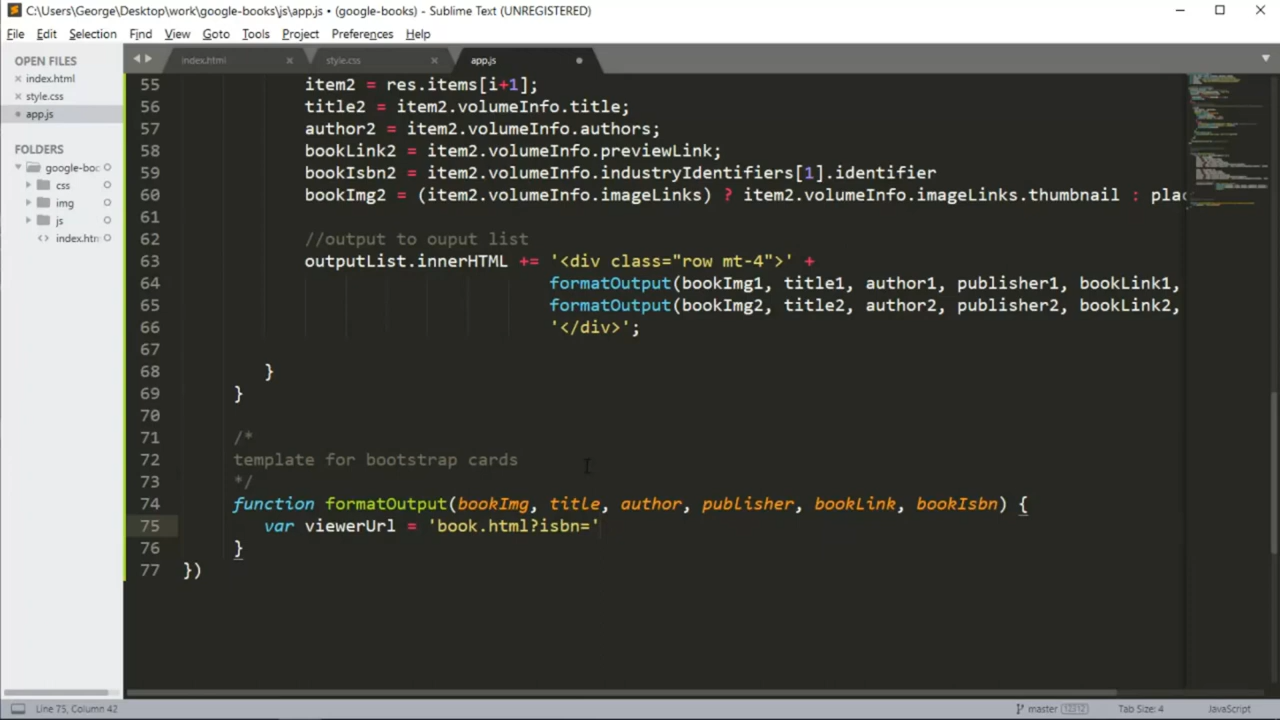 C:\Users\George\Desktop\work\google-books\js\app.js • (google-books) - Sublime Text (UNREGISTERED)
File Edit Selection Find View Goto Tools Project Preferences Help
OPEN FILES
index.html
style.css
app.js
FOLDERS
google-boo
css
img
js
index.htm
index.html style.css app.js
55 item2 = res.items[i+1];
56 title2 = item2.volumeInfo.title;
57 author2 = item2.volumeInfo.authors;
58 bookLink2 = item2.volumeInfo.previewLink;
59 bookIsbn2 = item2.volumeInfo.industryIdentifiers[1].identifier
60 bookImg2 = (item2.volumeInfo.imageLinks) ? item2.volumeInfo.imageLinks.thumbnail : plac
61
62 //output to ouput list
63 outputList.innerHTML += '<div class="row mt-4">' +
64 formatOutput(bookImg1, title1, author1, publisher1, bookLink1,
65 formatOutput(bookImg2, title2, author2, publisher2, bookLink2,
66 '</div>';
67
68 }
69 }
70
71 /*
72 template for bootstrap cards
73 */
74 function formatOutput(bookImg, title, author, publisher, bookLink, bookIsbn) {
75 var viewerUrl = 'book.html?isbn='
76 }
77 })
Line 75, Column 42 master Tab Size: 4 JavaScript